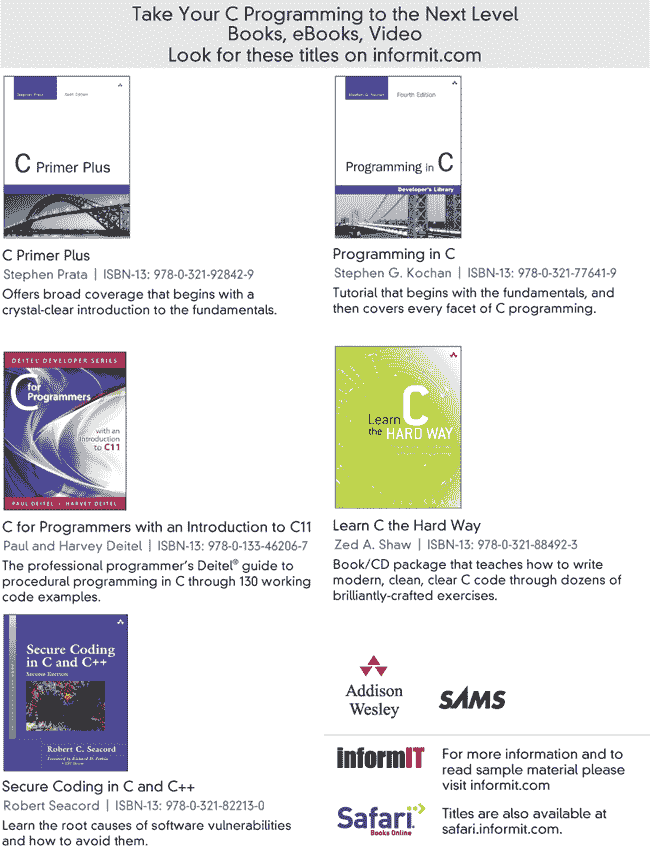 Take Your C Programming to the Next Level
Books, eBooks, Video
Look for these titles on informit.com
Stephen Prata
Sixth Edition
C Primer Plus
C Primer Plus
Stephen Prata | ISBN-13: 978-0-321-92842-9
Offers broad coverage that begins with a
crystal-clear introduction to the fundamentals.
Stephen G. Kochan
Fourth Edition
Programming in C
Developer's Library
Programming in C
Stephen G. Kochan | ISBN-13: 978-0-321-77641-9
Tutorial that begins with the fundamentals, and
then covers every facet of C programming.
DEITEL® DEVELOPER SERIES
C for Programmers
with an
Introduction
to C11
PAUL DEITEL • HARVEY DEITEL
C for Programmers with an Introduction to C11
Paul and Harvey Deitel | ISBN-13: 978-0-133-46206-7
The professional programmer's Deitel® guide to
procedural programming in C through 130 working
code examples.
Learn C
the HARD WAY
Learn C the Hard Way
Zed A. Shaw | ISBN-13: 978-0-321-88492-3
Book/CD package that teaches how to write
modern, clean, clear C code through dozens of
brilliantly-crafted exercises.
Secure Coding
in C and C++
Second Edition
Robert C. Seacord
Secure Coding in C and C++
Robert Seacord | ISBN-13: 978-0-321-82213-0
Learn the root causes of software vulnerabilities
and how to avoid them.
Addison
Wesley
SAMS
informIT
For more information and to
read sample material please
visit informit.com
Safari
Books Online
Titles are also available at
safari.informit.com.